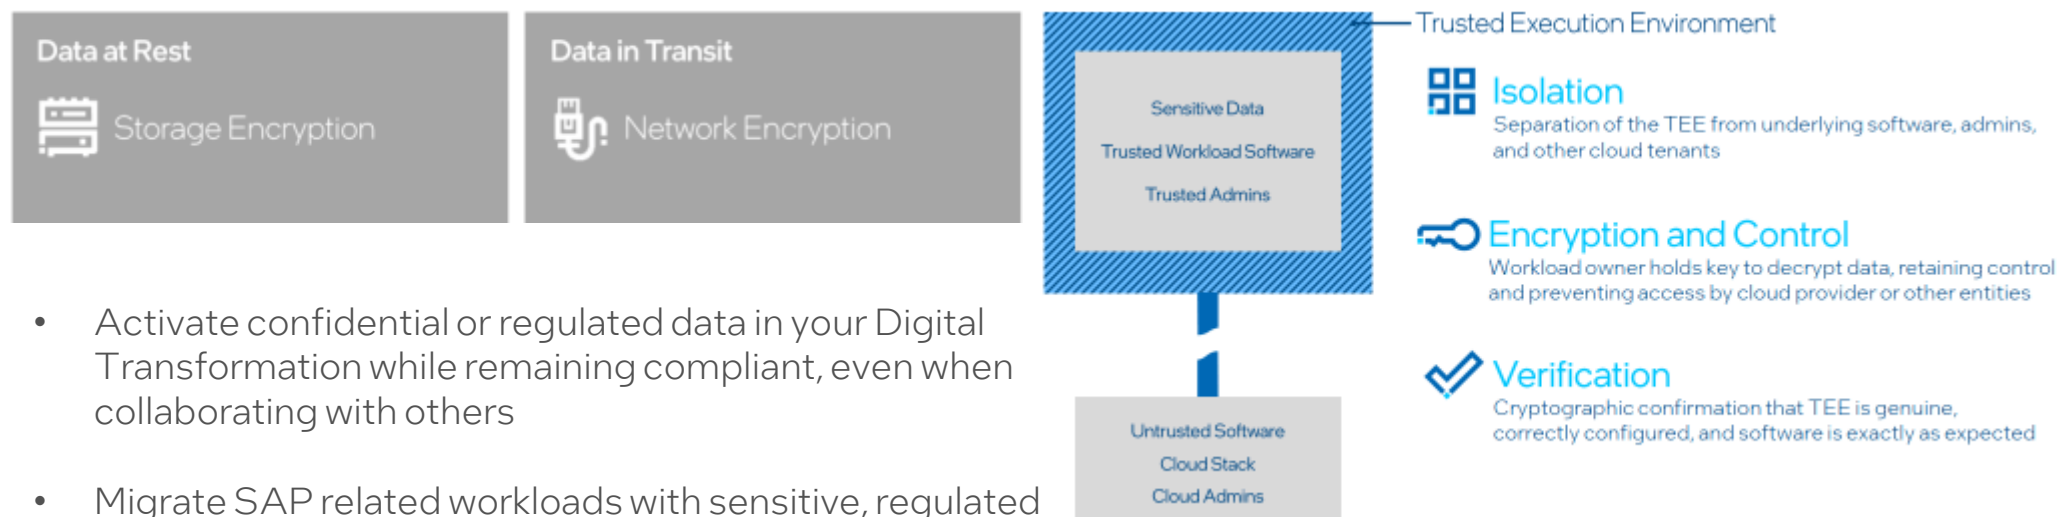 Data at Rest
Storage Encryption
Data in Transit
Network Encryption
• Activate confidential or regulated data in your Digital
Transformation while remaining compliant, even when
collaborating with others
• Migrate SAP related workloads with sensitive, regulated
Sensitive Data
Trusted Workload Software
Trusted Admins
Untrusted Software
Cloud Stack
Cloud Admins
Trusted Execution Environment
Isolation
Separation of the TEE from underlying software, admins,
and other cloud tenants
Encryption and Control
Workload owner holds key to decrypt data, retaining control
and preventing access by cloud provider or other entities
Verification
Cryptographic confirmation that TEE is genuine,
correctly configured, and software is exactly as expected